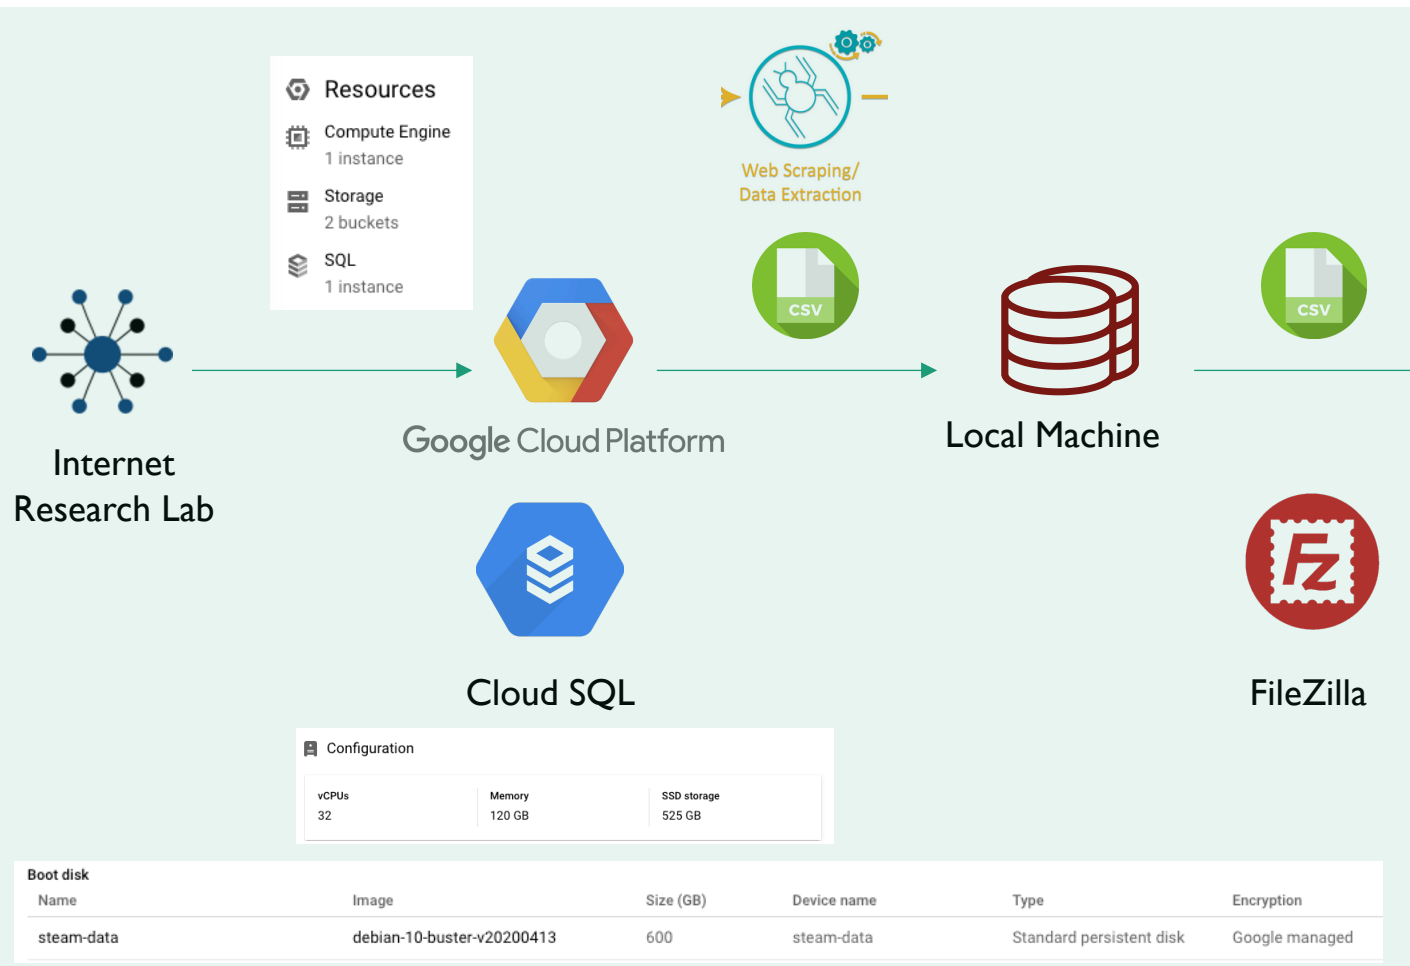 Resources
Compute Engine
1 instance
Storage
2 buckets
SQL
1 instance
Web Scraping/
Data Extraction
CSV
CSV
Google Cloud Platform
Local Machine
Internet
Research Lab
Fz
Cloud SQL
FileZilla
Configuration
vCPUs Memory SSD storage
32 120 GB 525 GB
Boot disk
Name Image Size (GB) Device name Type Encryption
steam-data debian-10-buster-v20200413 600 steam-data Standard persistent disk Google managed